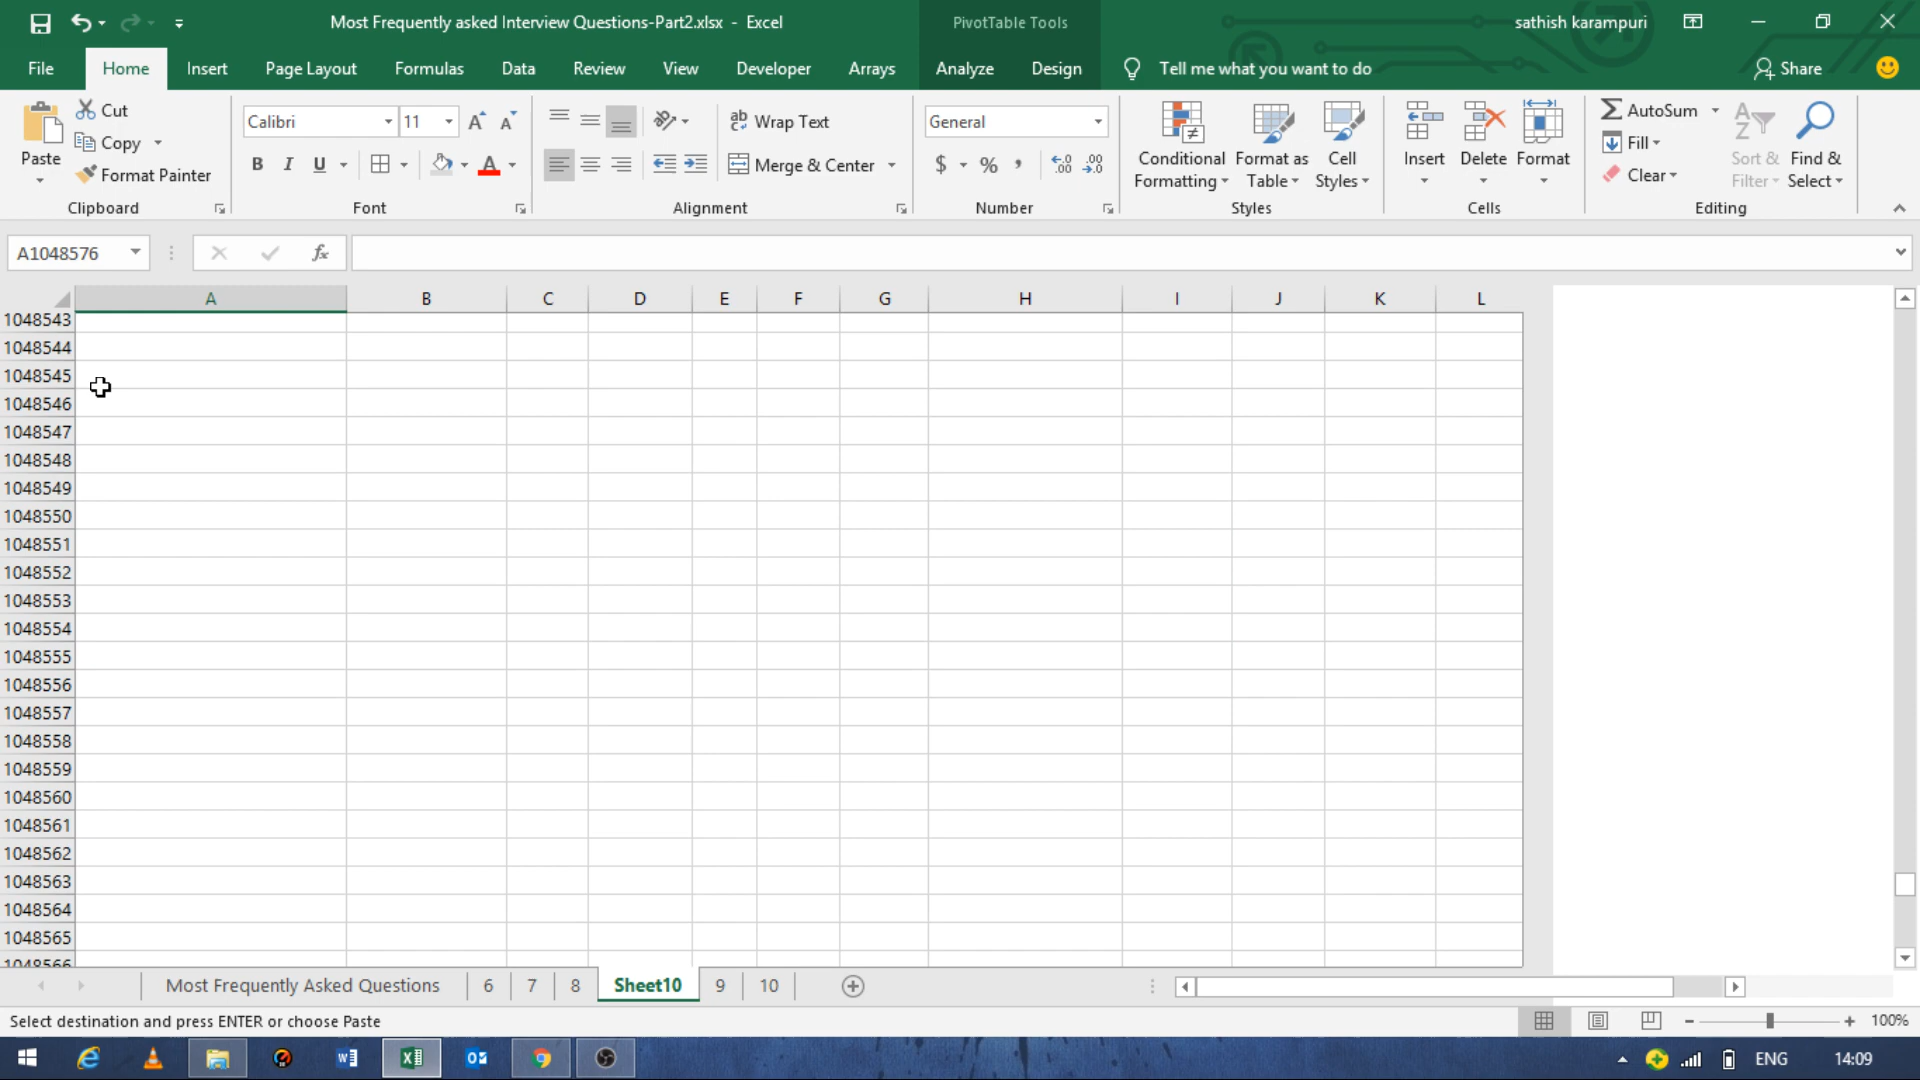 Most Frequently asked Interview Questions-Part2.xlsx - Excel
PivotTable Tools
sathish karampuri
File Home Insert Page Layout Formulas Data Review View Developer Arrays Analyze Design Tell me what you want to do Share
Paste
Cut
Copy
Format Painter
Clipboard
Calibri 11
B I U
Font
Wrap Text
Merge & Center
Alignment
General
$ % ,
Number
Conditional Formatting
Format as Table
Cell Styles
Styles
Insert Delete Format
Cells
AutoSum
Fill
Clear
Sort & Filter
Find & Select
Editing
A1048576
fx
A B C D E F G H I J K L
1048543
1048544
1048545
1048546
1048547
1048548
1048549
1048550
1048551
1048552
1048553
1048554
1048555
1048556
1048557
1048558
1048559
1048560
1048561
1048562
1048563
1048564
1048565
1048566
Most Frequently Asked Questions 6 7 8 Sheet10 9 10
Select destination and press ENTER or choose Paste
100%
ENG 14:09